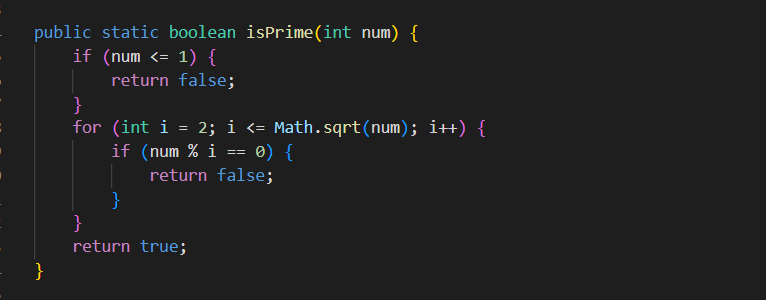 public static boolean isPrime(int num) {
    if (num <= 1) {
        return false;
    }
    for (int i = 2; i <= Math.sqrt(num); i++) {
        if (num % i == 0) {
            return false;
        }
    }
    return true;
}